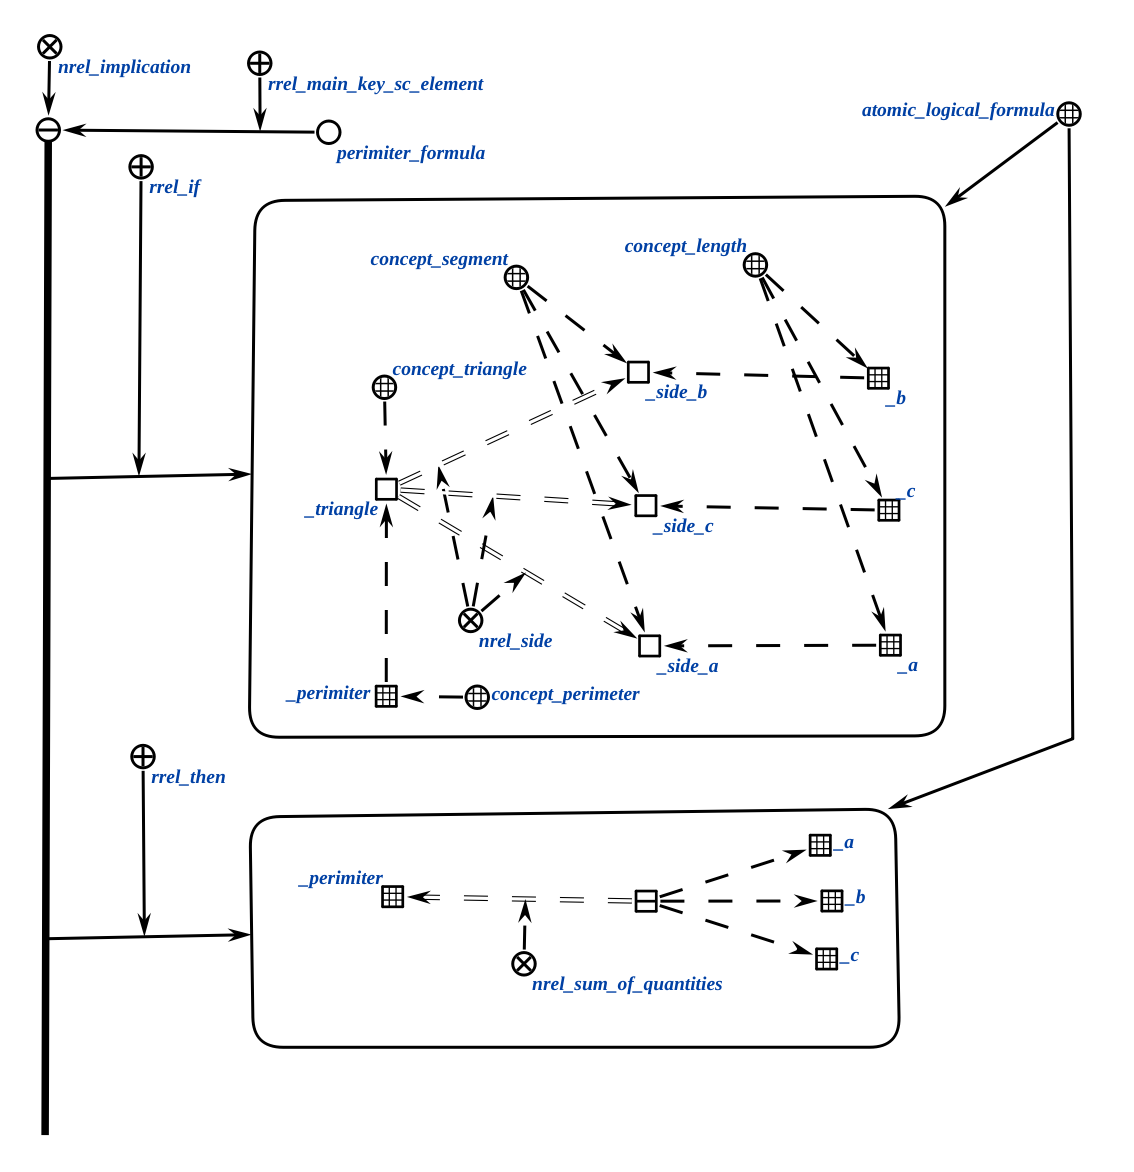 nrel_implication
rrel_main_key_sc_element
atomic_logical_formula
perimiter_formula
rrel_if
concept_segment
concept_length
concept_triangle
_side_b
_b
_triangle
_side_c
_c
nrel_side
_side_a
_a
_perimiter
concept_perimeter
rrel_then
_perimiter
_a
_b
_c
nrel_sum_of_quantities